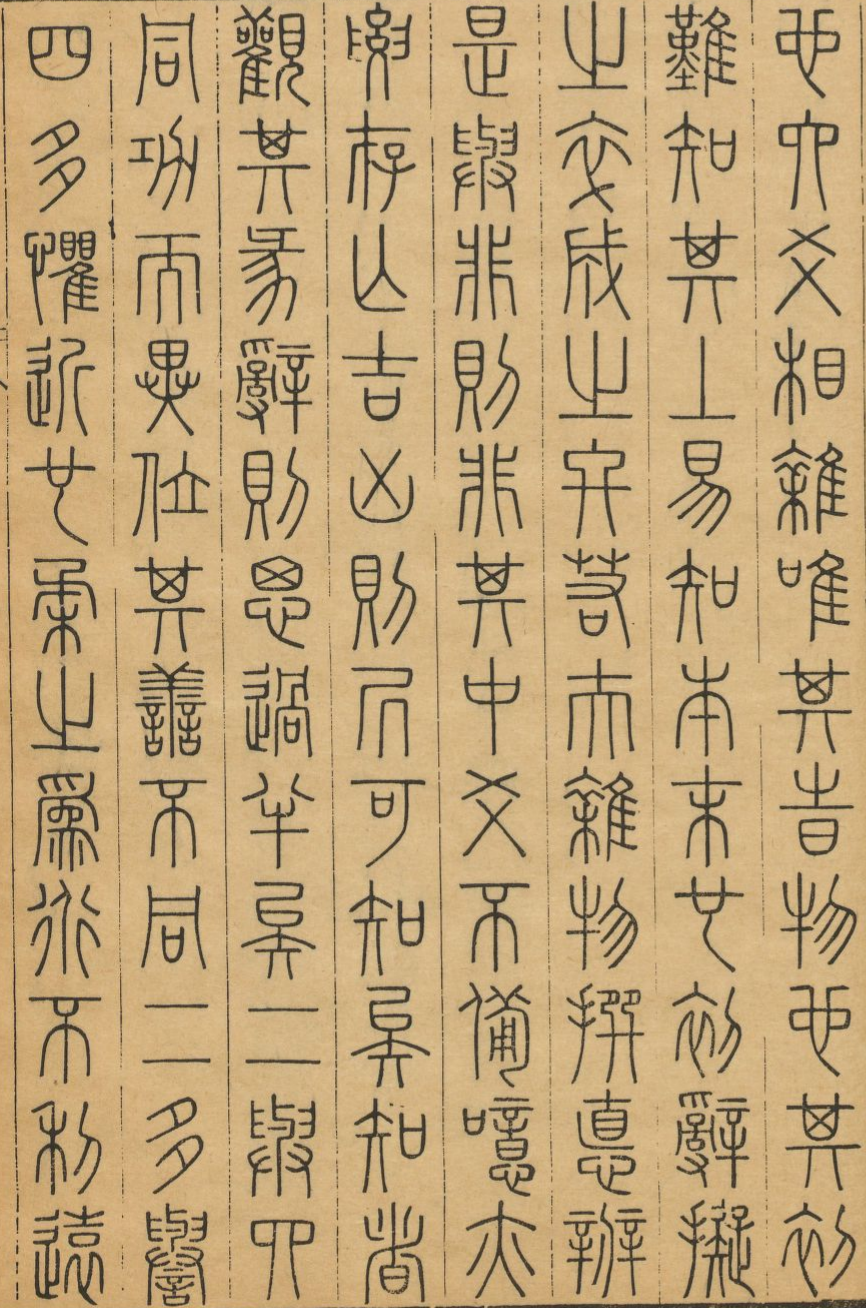 也六爻相雜唯其時物也其初
難知其上易知本末也初辭擬
之卒成之終若夫雜物撰德辨
是與非則非其中爻不備噫亦
要存亡吉凶則居可知矣知者
觀其彖辭則思過半矣二與四
同功而異位其善不同二多譽
四多懼近也柔之為道不利遠